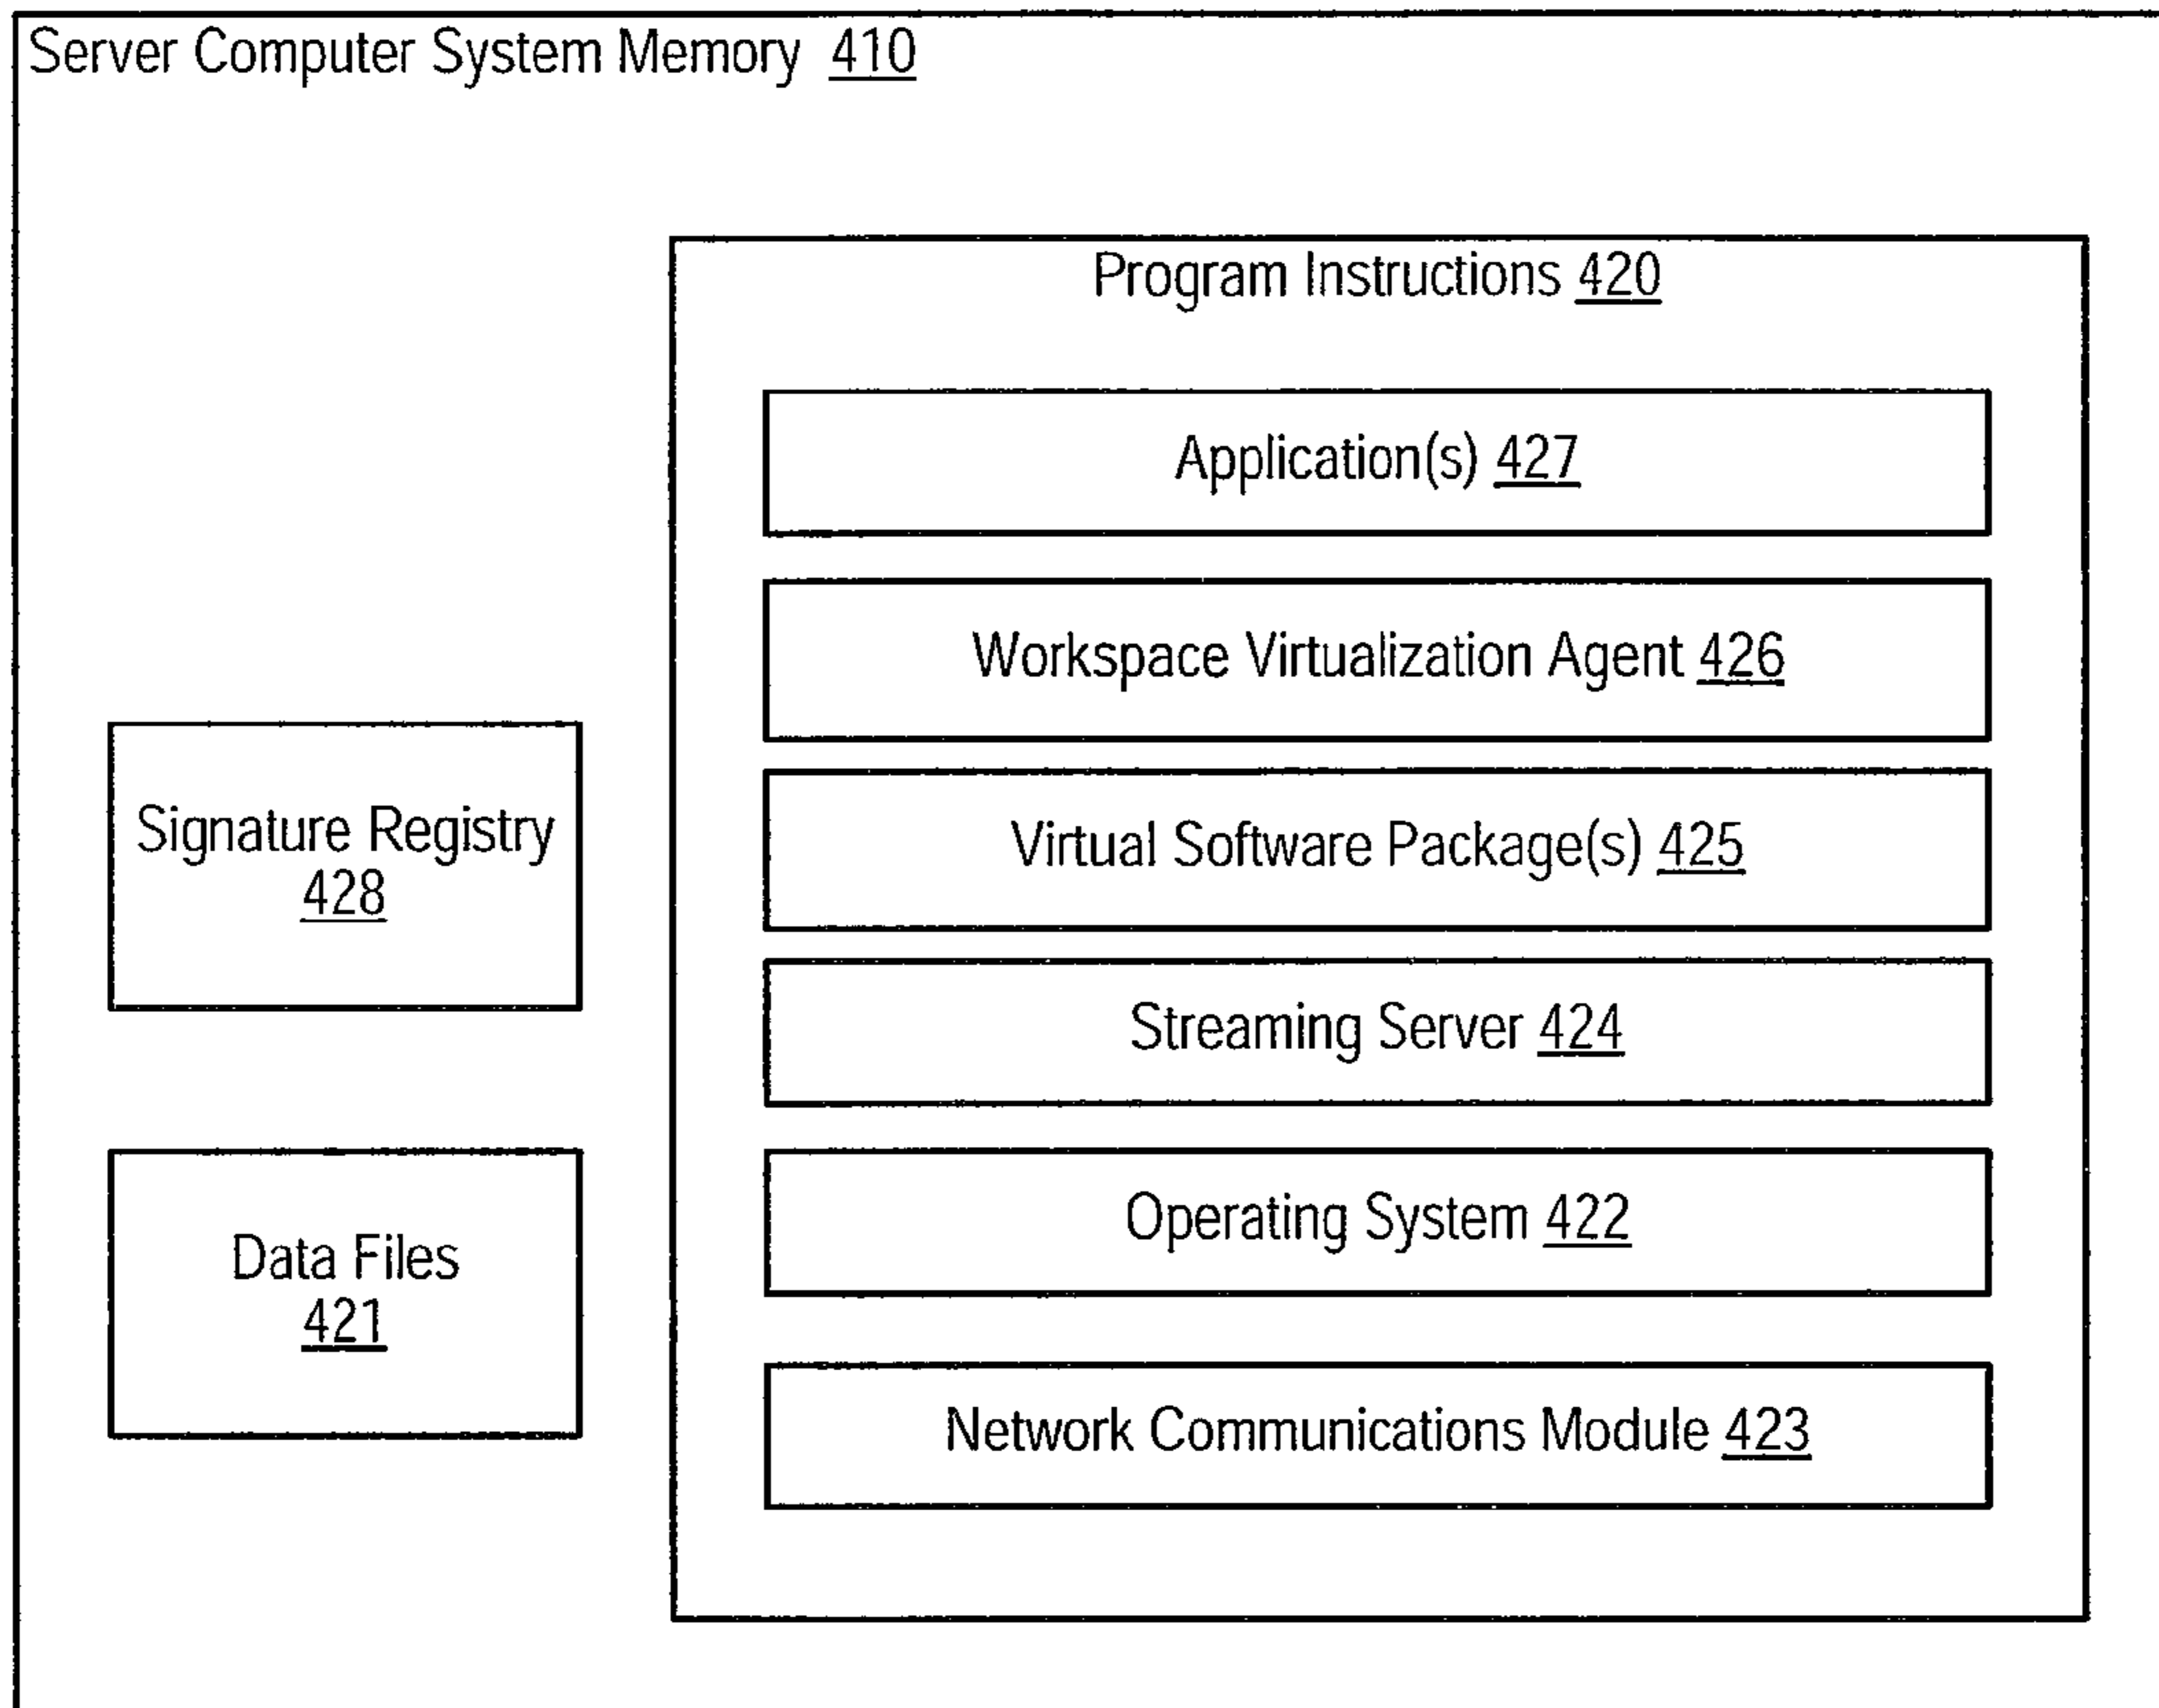 Server Computer System Memory 410
Program Instructions 420
Application(s) 427
Workspace Virtualization Agent 426
Virtual Software Package(s) 425
Streaming Server 424
Operating System 422
Network Communications Module 423
Signature Registry
428
Data Files
421